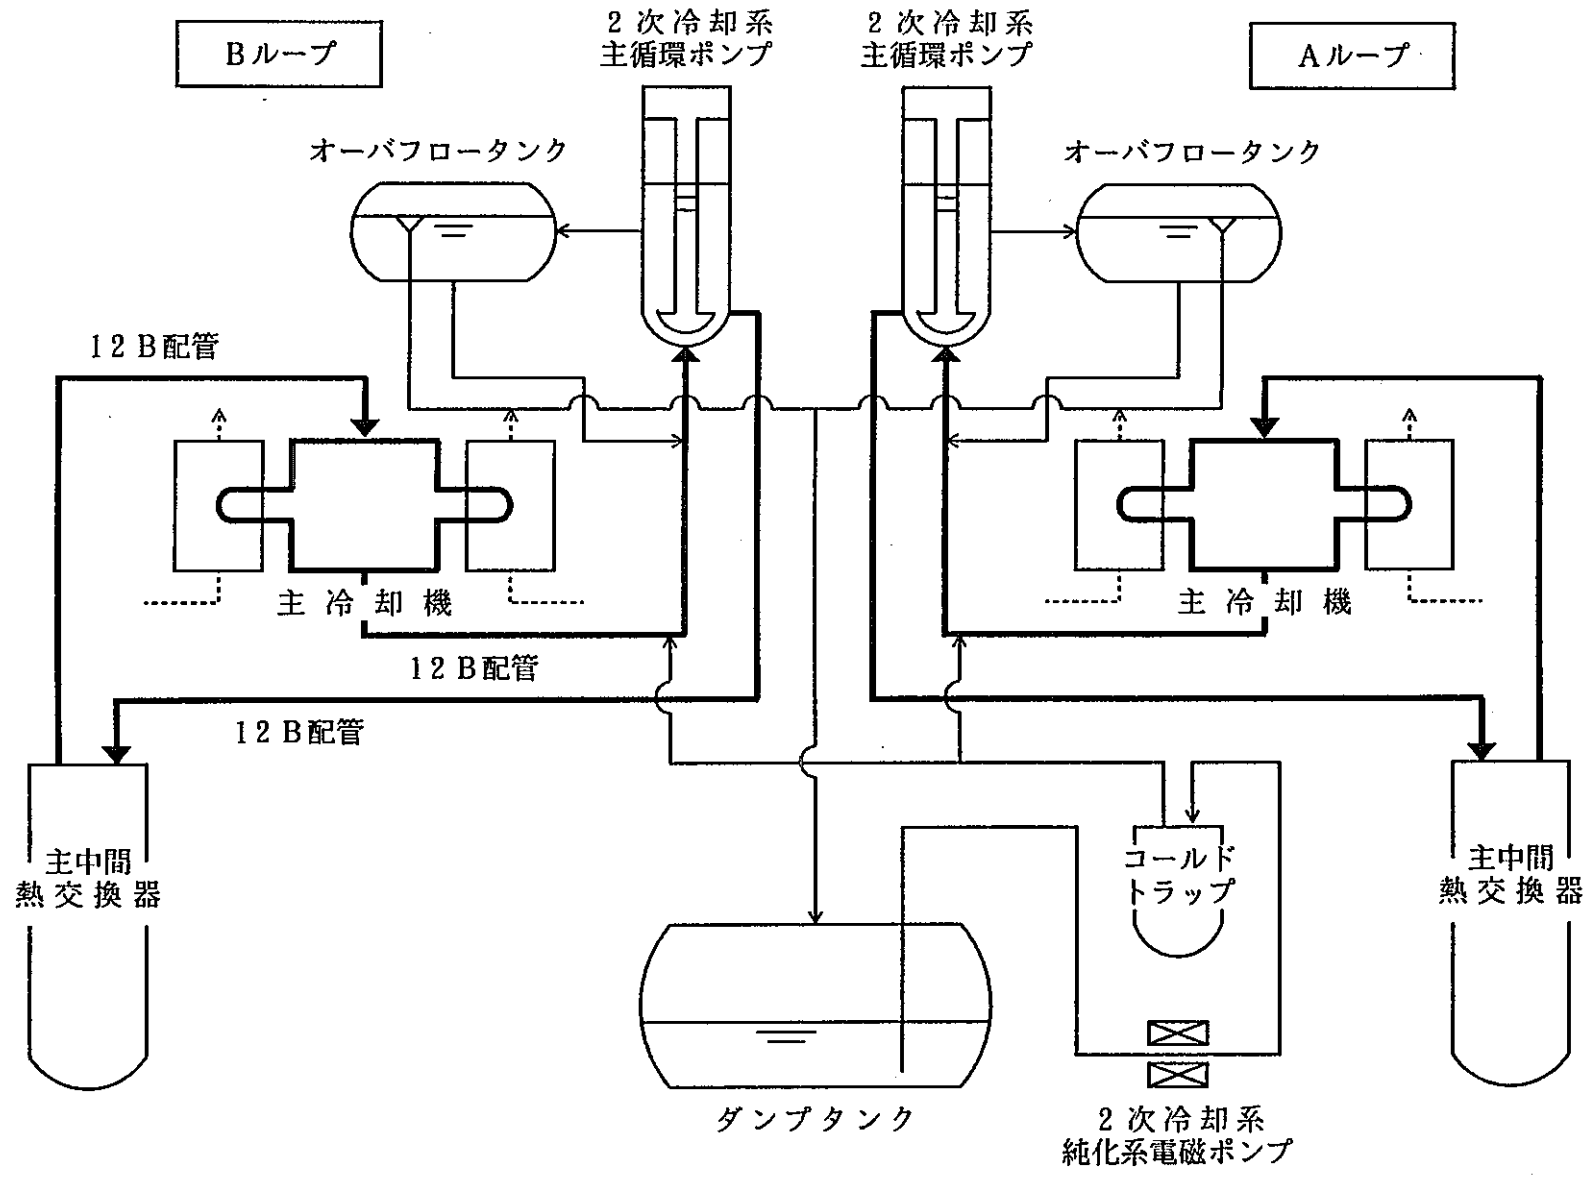 ２次冷却系
主循環ポンプ
２次冷却系
主循環ポンプ
Ｂループ
Ａループ
オーバフロータンク
オーバフロータンク
１２Ｂ配管
主冷却機
主冷却機
１２Ｂ配管
１２Ｂ配管
主中間
熱交換器
コールド
トラップ
主中間
熱交換器
ダンプタンク
２次冷却系
純化系電磁ポンプ